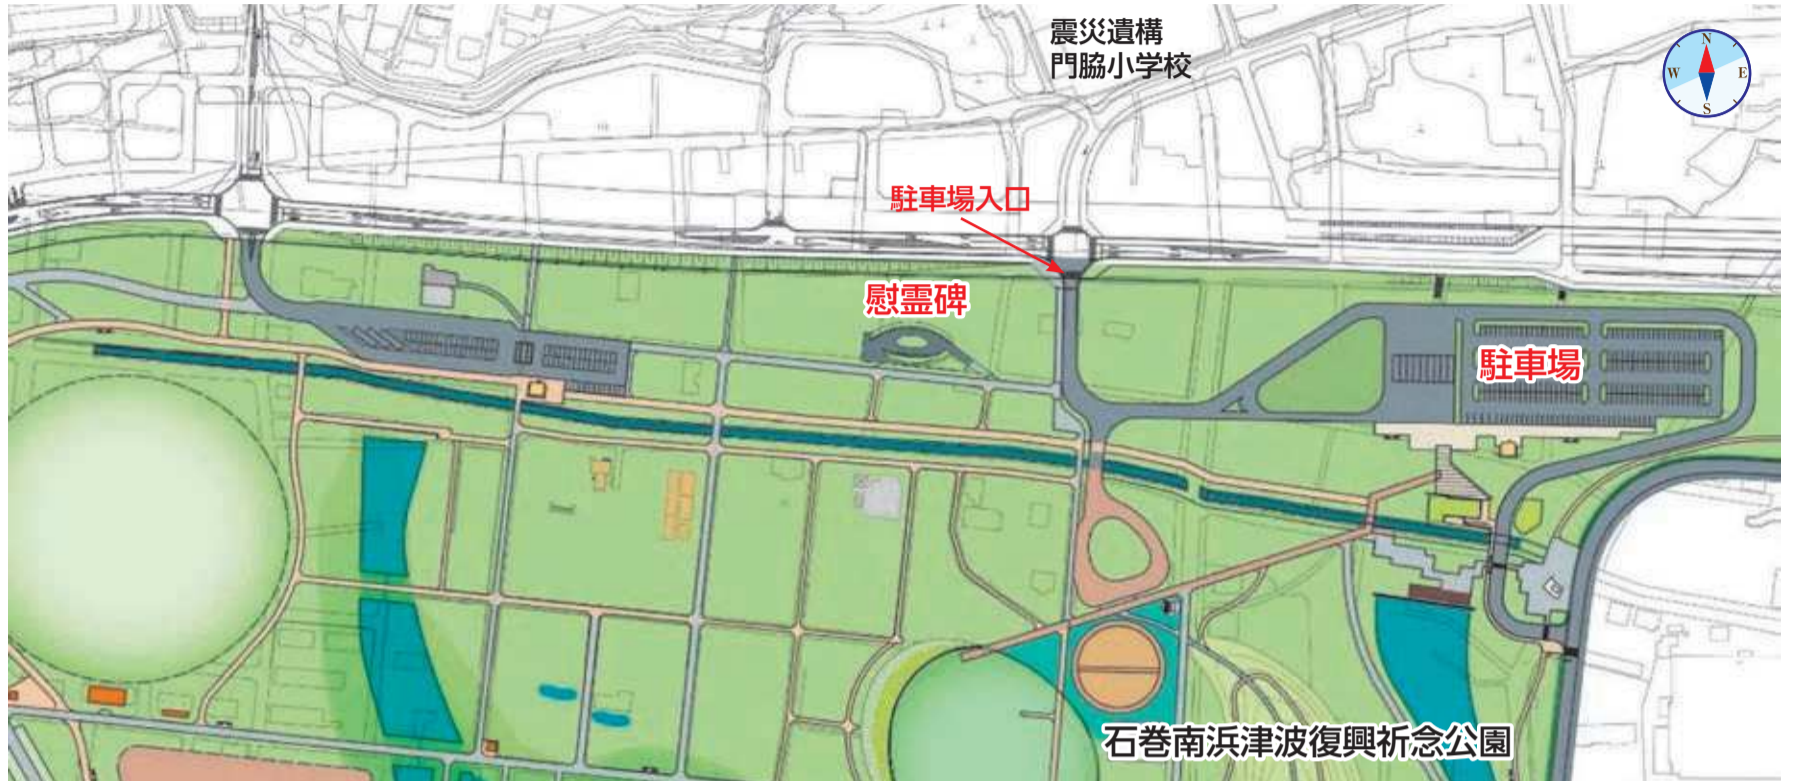 震災遺構
門脇小学校
N
W
E
S
駐車場入口
慰霊碑
駐車場
石巻南浜津波復興祈念公園